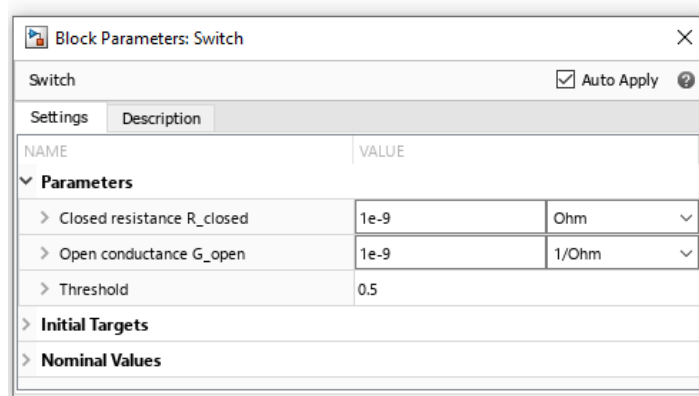 Block Parameters: Switch
Switch Auto Apply
Settings Description
NAME VALUE
Parameters
Closed resistance R_closed 1e-9 Ohm
Open conductance G_open 1e-9 1/Ohm
Threshold 0.5
Initial Targets
Nominal Values